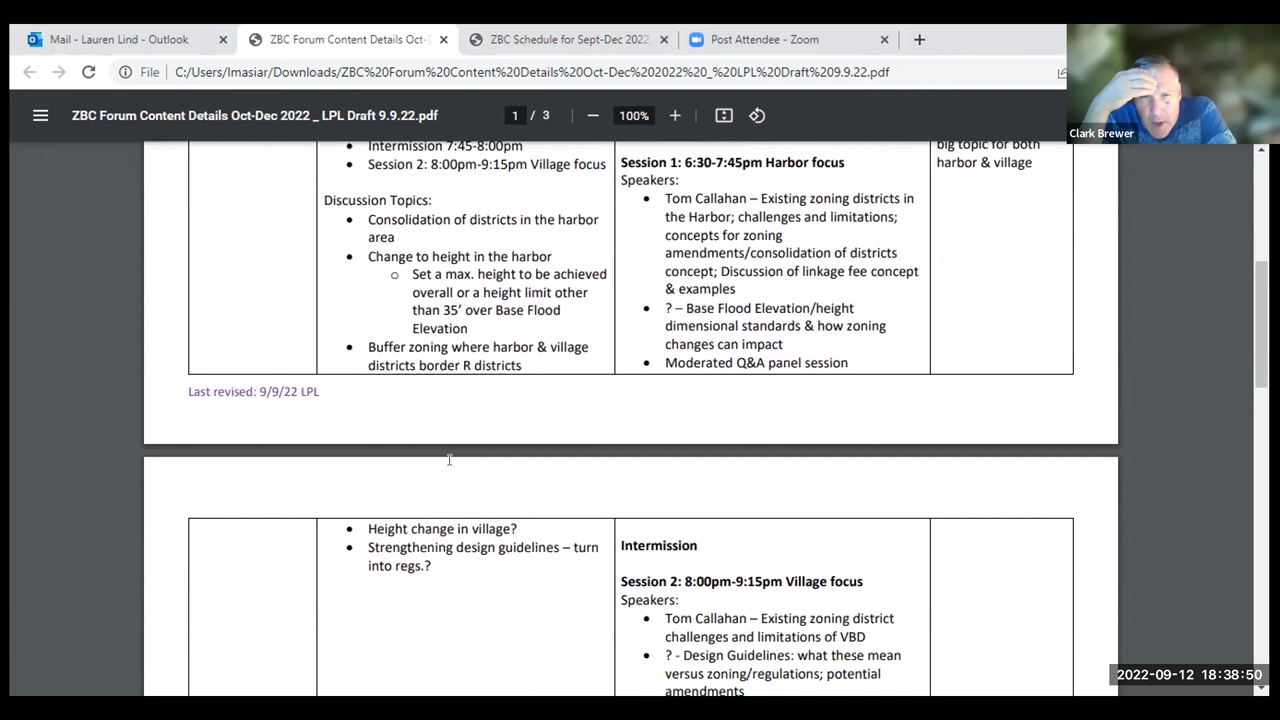 Mail - Lauren Lind - Outlook
ZBC Forum Content Details Oct-
ZBC Schedule for Sept-Dec 2022
Post Attendee - Zoom
File
C:/Users/lmasiar/Downloads/ZBC%20Forum%20Content%20Details%20Oct-Dec%202022%20_%20LPL%20Draft%209.9.22.pdf
Clark Brewer
ZBC Forum Content Details Oct-Dec 2022 _ LPL Draft 9.9.22.pdf
1 / 3
100%
• Intermission 7:45-8:00pm
• Session 2: 8:00pm-9:15pm Village focus
Discussion Topics:
• Consolidation of districts in the harbor
area
• Change to height in the harbor
o Set a max. height to be achieved
overall or a height limit other
than 35’ over Base Flood
Elevation
• Buffer zoning where harbor & village
districts border R districts
Session 1: 6:30-7:45pm Harbor focus
Speakers:
• Tom Callahan – Existing zoning districts in
the Harbor; challenges and limitations;
concepts for zoning
amendments/consolidation of districts
concept; Discussion of linkage fee concept
& examples
• ? – Base Flood Elevation/height
dimensional standards & how zoning
changes can impact
• Moderated Q&A panel session
big topic for both
harbor & village
Last revised: 9/9/22 LPL
• Height change in village?
• Strengthening design guidelines – turn
into regs.?
Intermission
Session 2: 8:00pm-9:15pm Village focus
Speakers:
• Tom Callahan – Existing zoning district
challenges and limitations of VBD
• ? - Design Guidelines: what these mean
versus zoning/regulations; potential
amendments
2022-09-12 18:38:50